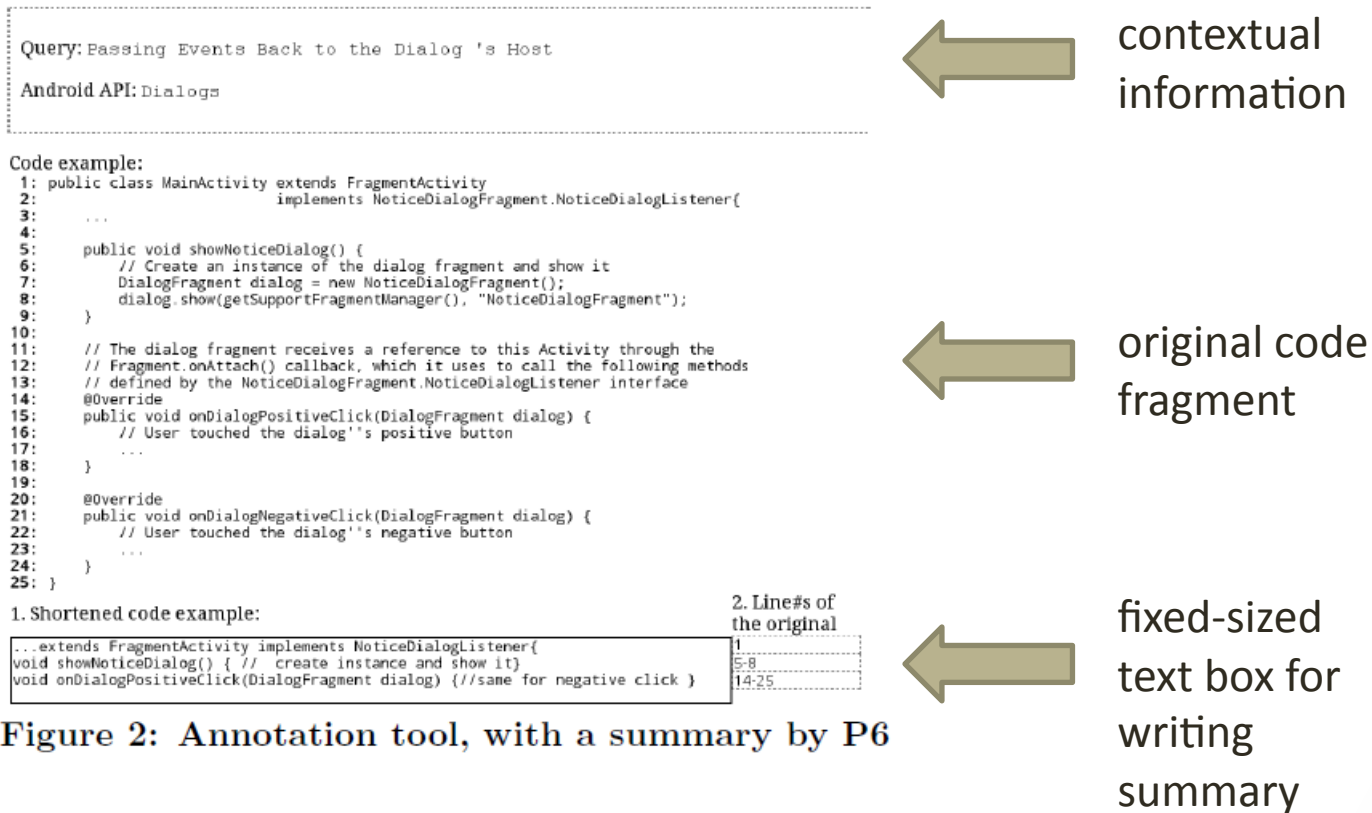 Query: Passing Events Back to the Dialog 's Host
Android API: Dialogs
contextual
information
Code example:
1: public class MainActivity extends FragmentActivity
2:                          implements NoticeDialogFragment.NoticeDialogListener{
3:     ...
4:
5:     public void showNoticeDialog() {
6:         // Create an instance of the dialog fragment and show it
7:         DialogFragment dialog = new NoticeDialogFragment();
8:         dialog.show(getSupportFragmentManager(), "NoticeDialogFragment");
9:     }
10:
11:     // The dialog fragment receives a reference to this Activity through the
12:     // Fragment.onAttach() callback, which it uses to call the following methods
13:     // defined by the NoticeDialogFragment.NoticeDialogListener interface
14:     @Override
15:     public void onDialogPositiveClick(DialogFragment dialog) {
16:         // User touched the dialog''s positive button
17:         ...
18:     }
19:
20:     @Override
21:     public void onDialogNegativeClick(DialogFragment dialog) {
22:         // User touched the dialog''s negative button
23:         ...
24:     }
25: }
original code
fragment
1. Shortened code example:
2. Line#s of
the original
...extends FragmentActivity implements NoticeDialogListener{
1
void showNoticeDialog() { //  create instance and show it}
5-8
void onDialogPositiveClick(DialogFragment dialog) {//same for negative click }
14-25
fixed-sized
text box for
writing
summary
Figure 2: Annotation tool, with a summary by P6